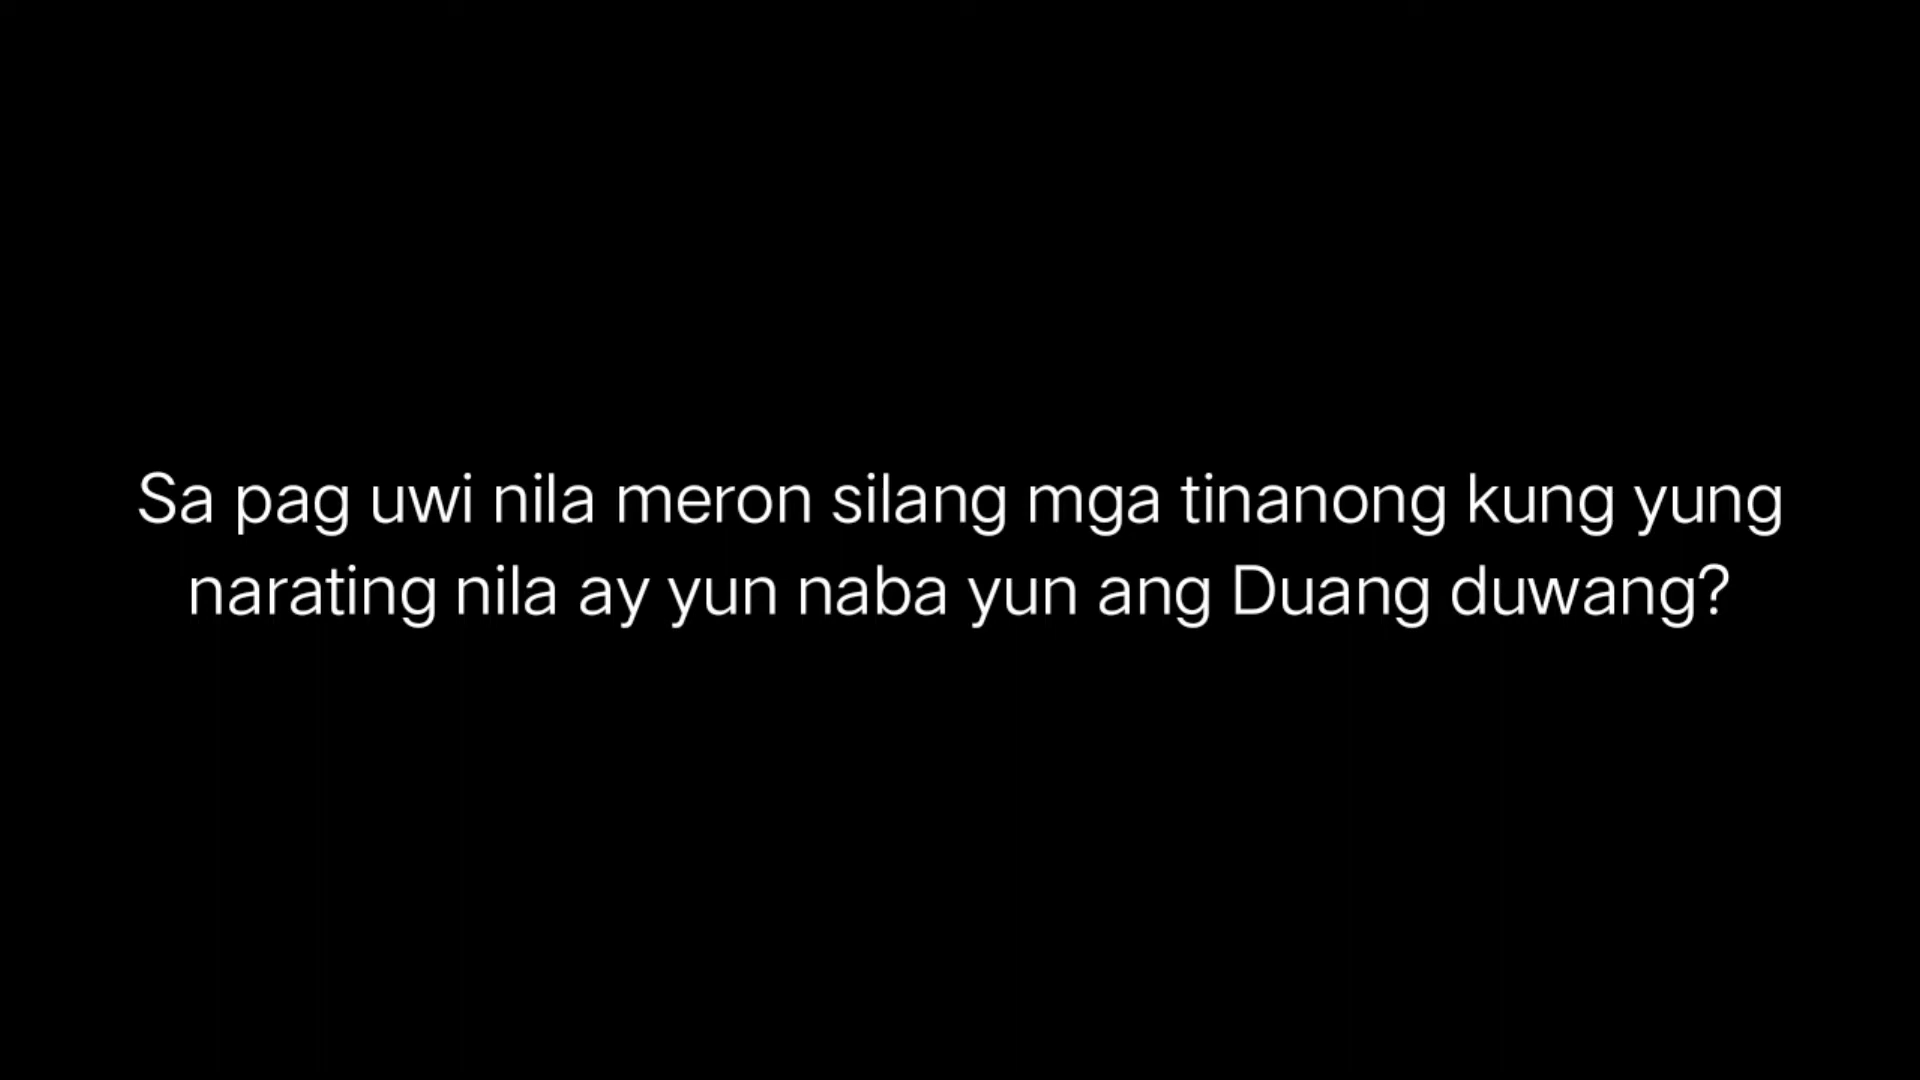 Sa pag uwi nila meron silang mga tinanong kung yung
narating nila ay yun naba yun ang Duang duwang?